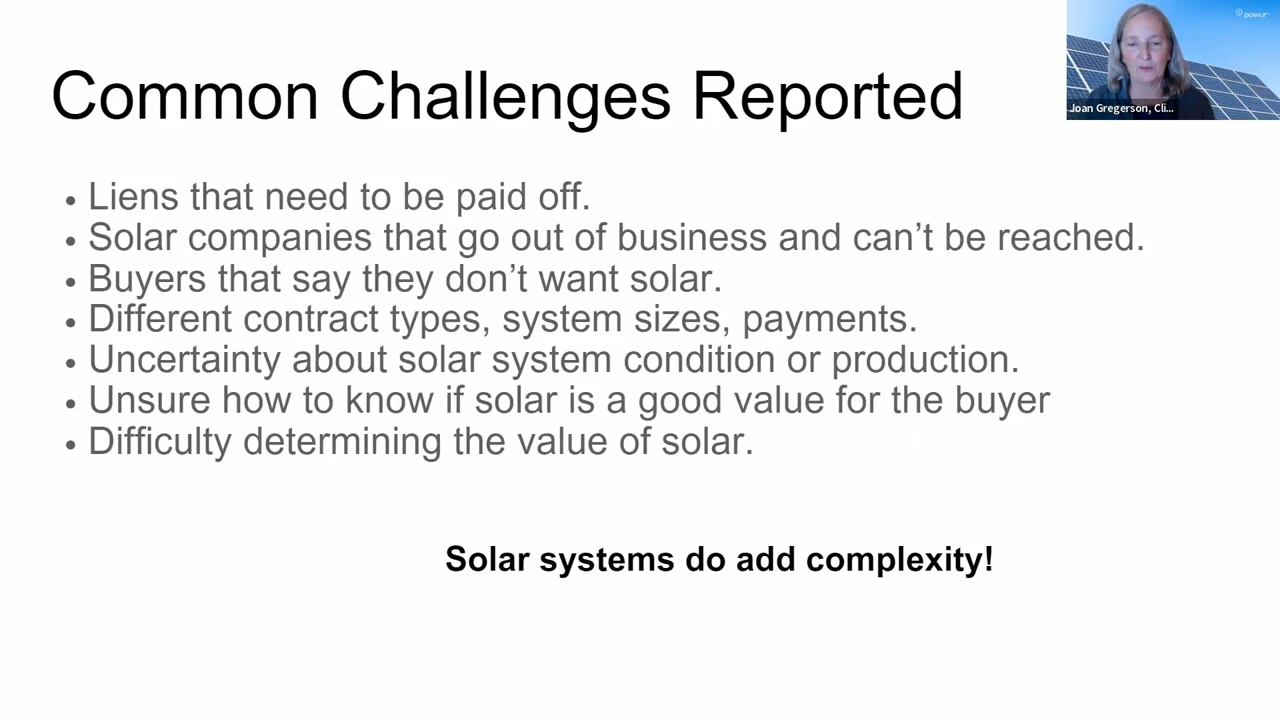 Common Challenges Reported
powur
Joan Gregerson, Cli...
• Liens that need to be paid off.
• Solar companies that go out of business and can’t be reached.
• Buyers that say they don’t want solar.
• Different contract types, system sizes, payments.
• Uncertainty about solar system condition or production.
• Unsure how to know if solar is a good value for the buyer
• Difficulty determining the value of solar.
Solar systems do add complexity!